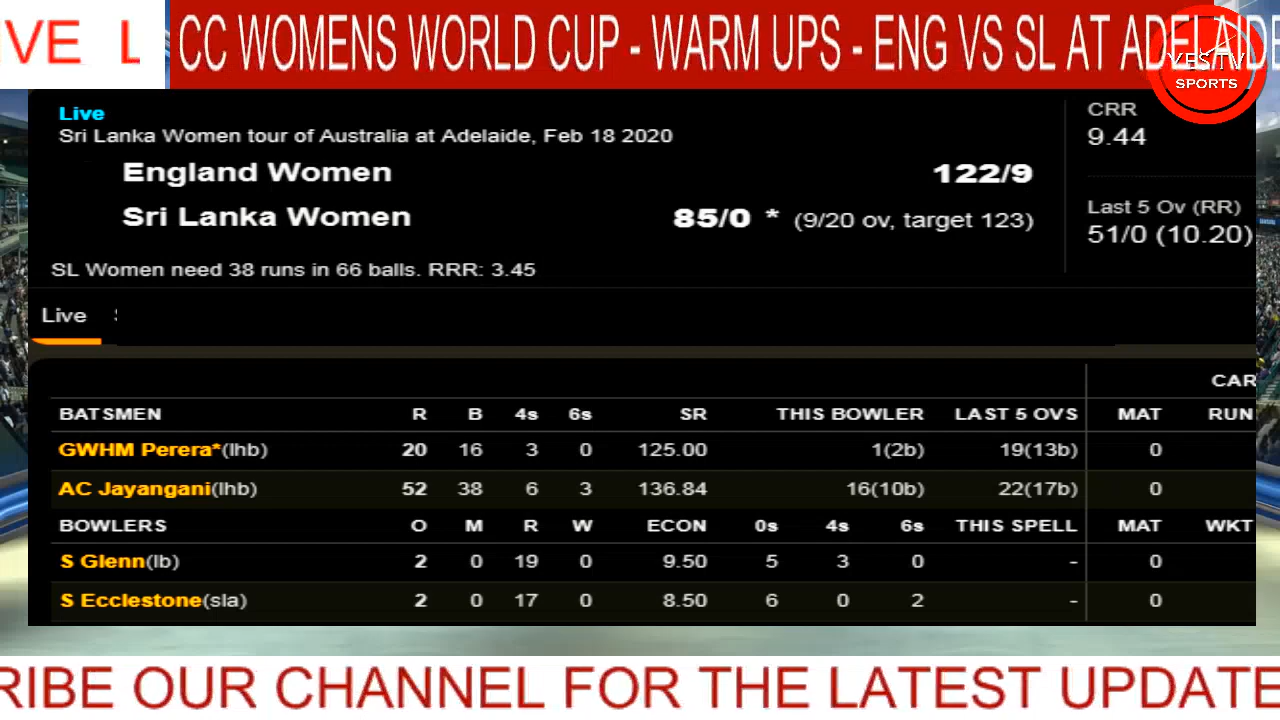 IVE L
CC WOMENS WORLD CUP - WARM UPS - ENG VS SL AT ADELAIDE
YES TV
SPORTS
Live
Sri Lanka Women tour of Australia at Adelaide, Feb 18 2020
England Women 122/9
Sri Lanka Women 85/0 * (9/20 ov, target 123)
SL Women need 38 runs in 66 balls. RRR: 3.45
CRR
9.44
Last 5 Ov (RR)
51/0 (10.20)
Live
CAR
BATSMEN R B 4s 6s SR THIS BOWLER LAST 5 OVS MAT RUN
GWHM Perera*(lhb) 20 16 3 0 125.00 1(2b) 19(13b) 0
AC Jayangani(lhb) 52 38 6 3 136.84 16(10b) 22(17b) 0
BOWLERS O M R W ECON 0s 4s 6s THIS SPELL MAT WKT
S Glenn(lb) 2 0 19 0 9.50 5 3 0 - 0
S Ecclestone(sla) 2 0 17 0 8.50 6 0 2 - 0
RIBE OUR CHANNEL FOR THE LATEST UPDATE